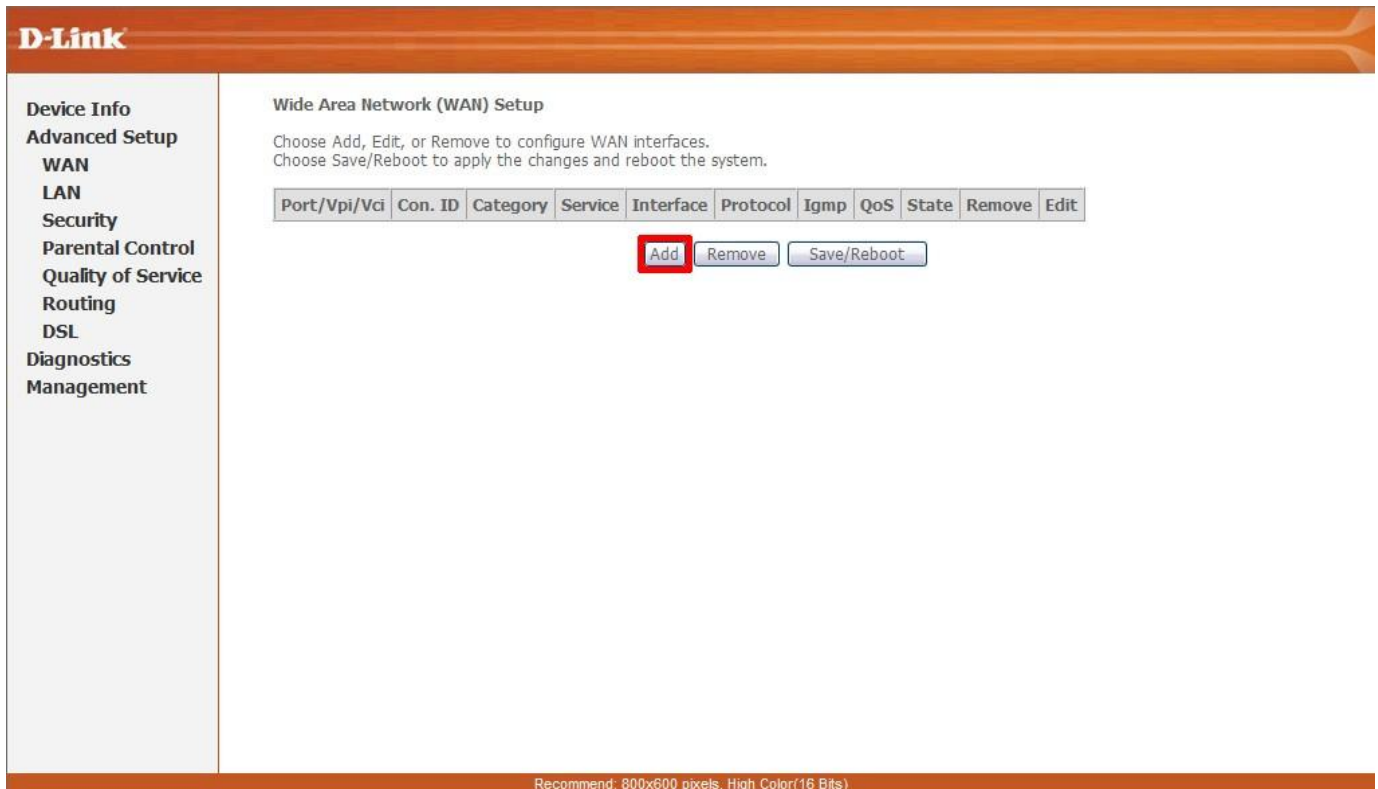 D-Link
Device Info
Advanced Setup
WAN
LAN
Security
Parental Control
Quality of Service
Routing
DSL
Diagnostics
Management
Wide Area Network (WAN) Setup
Choose Add, Edit, or Remove to configure WAN interfaces.
Choose Save/Reboot to apply the changes and reboot the system.
Port/Vpi/Vci Con. ID Category Service Interface Protocol Igmp QoS State Remove Edit
Add Remove Save/Reboot
Recommend: 800x600 pixels, High Color(16 Bits)